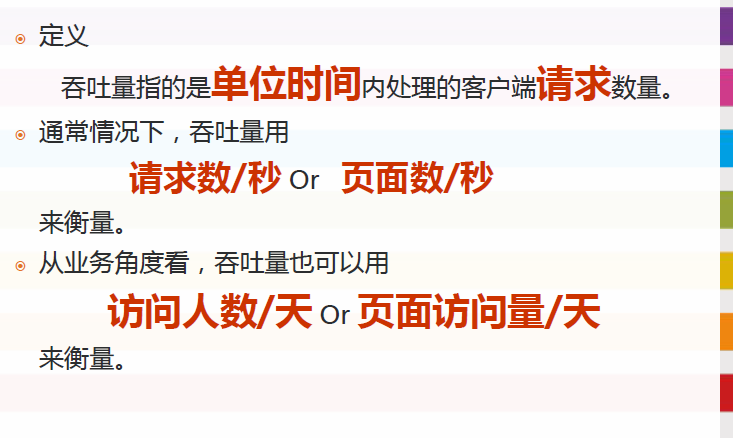 定义
吞吐量指的是单位时间内处理的客户端请求数量。
通常情况下，吞吐量用
请求数/秒 Or 页面数/秒
来衡量。
从业务角度看，吞吐量也可以用
访问人数/天 Or 页面访问量/天
来衡量。